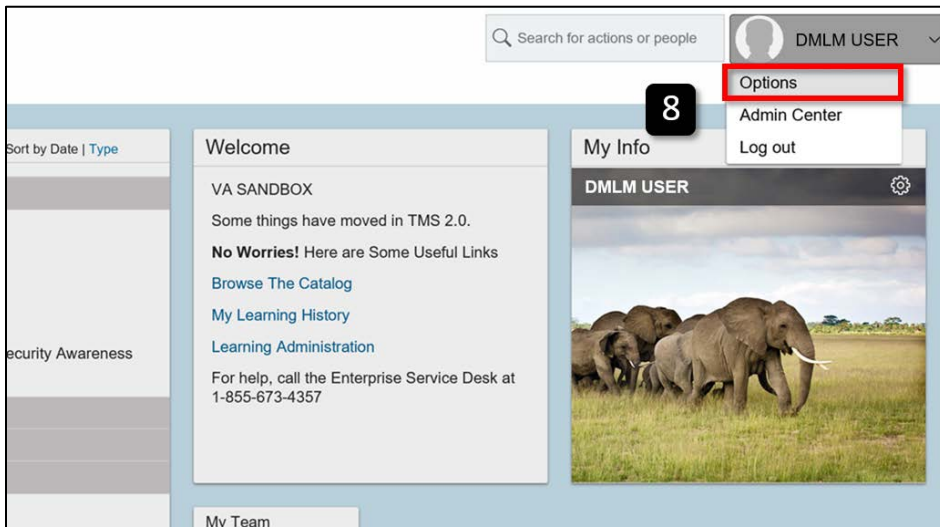 Search for actions or people
DMLM USER
Options
8
Admin Center
Log out
Sort by Date | Type
ecurity Awareness
Welcome
VA SANDBOX
Some things have moved in TMS 2.0.
No Worries! Here are Some Useful Links
Browse The Catalog
My Learning History
Learning Administration
For help, call the Enterprise Service Desk at
1-855-673-4357
My Info
DMLM USER
My Team